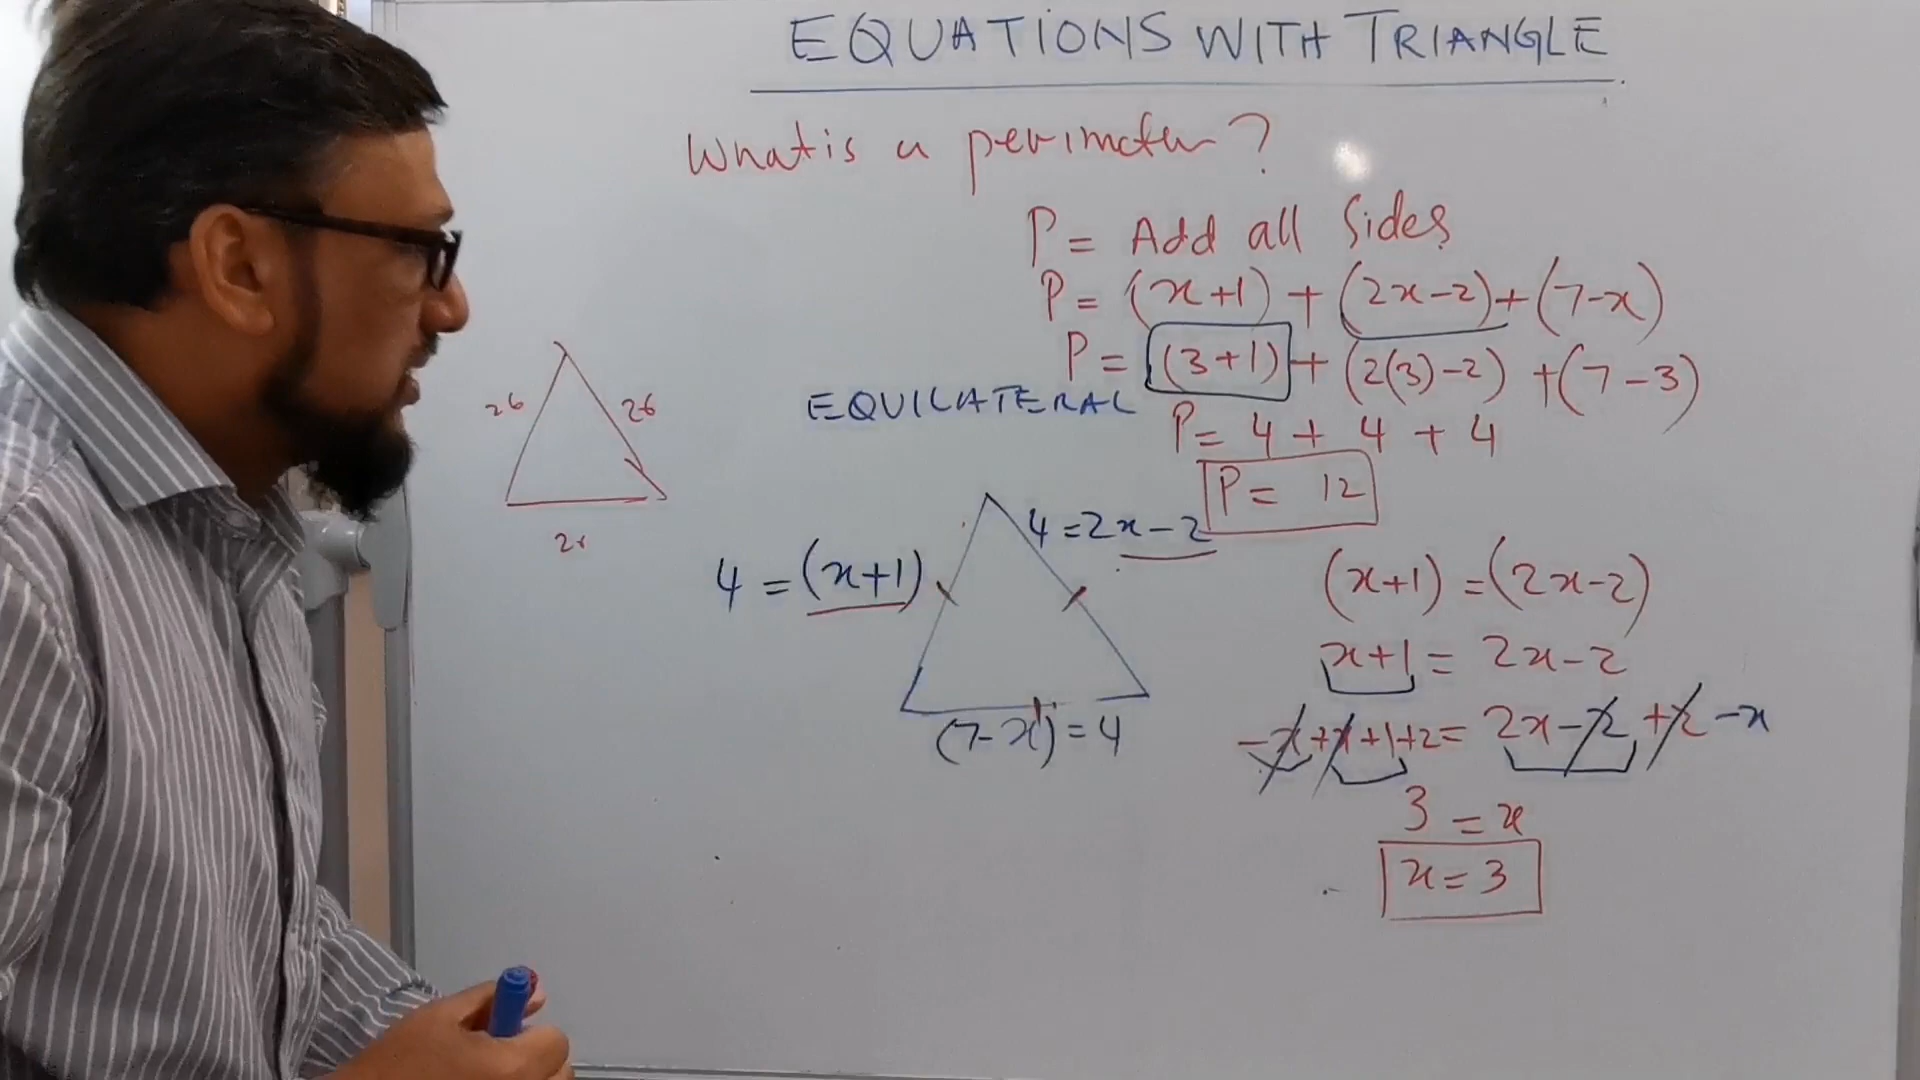 EQUATIONS WITH TRIANGLE
What is a perimeter?
P = Add all sides
P = (x+1) + (2x-2) + (7-x)
P = (3+1) + (2(3)-2) + (7-3)
EQUILATERAL
P = 4 + 4 + 4
P = 12
26
26
4 = 2x-2
4 = (x+1)
(7-x) = 4
(x+1) = (2x-2)
x+1 = 2x-2
-x+x+1+2 = 2x-2+2-x
3 = x
x = 3